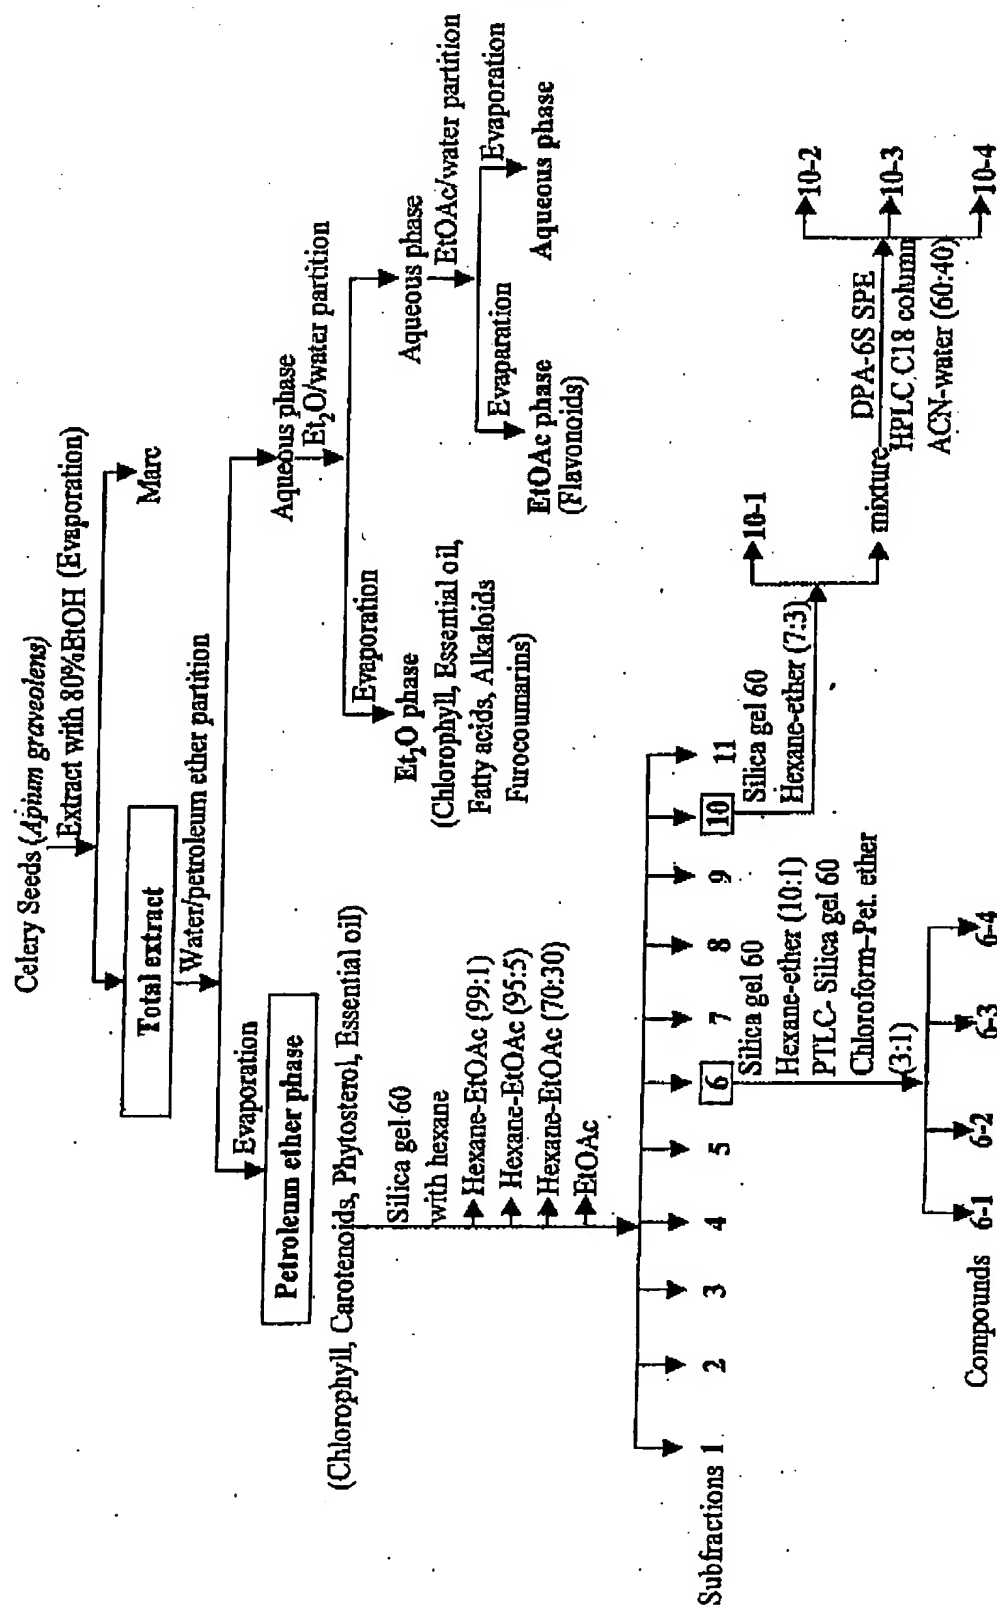 Celery Seeds (Apium graveolens)
Extract with 80%EtOH (Evaporation)
Total extract
Marc
Water/petroleum ether partition
Evaporation
Petroleum ether phase
(Chlorophyll, Carotenoids, Phytosterol, Essential oil)
Aqueous phase
Et₂O/water partition
Evaporation
Et₂O phase
(Chlorophyll, Essential oil,
Fatty acids, Alkaloids
Furocoumarins)
Aqueous phase
EtOAc/water partition
Evaparation
Evaporation
EtOAc phase
(Flavonoids)
Aqueous phase
Silica gel 60
with hexane
Hexane-EtOAc (99:1)
Hexane-EtOAc (95:5)
Hexane-EtOAc (70:30)
EtOAc
Subfractions 1 2 3 4 5 6 7 8 9 10 11
Silica gel 60
Hexane-ether (10:1)
PTLC- Silica gel 60
Chloroform-Pet. ether
(3:1)
Compounds 6-1 6-2 6-3 6-4
Silica gel 60
Hexane-ether (7:3)
10-1
mixture
DPA-6S SPE
HPLC C18 column
ACN-water (60:40)
10-2
10-3
10-4